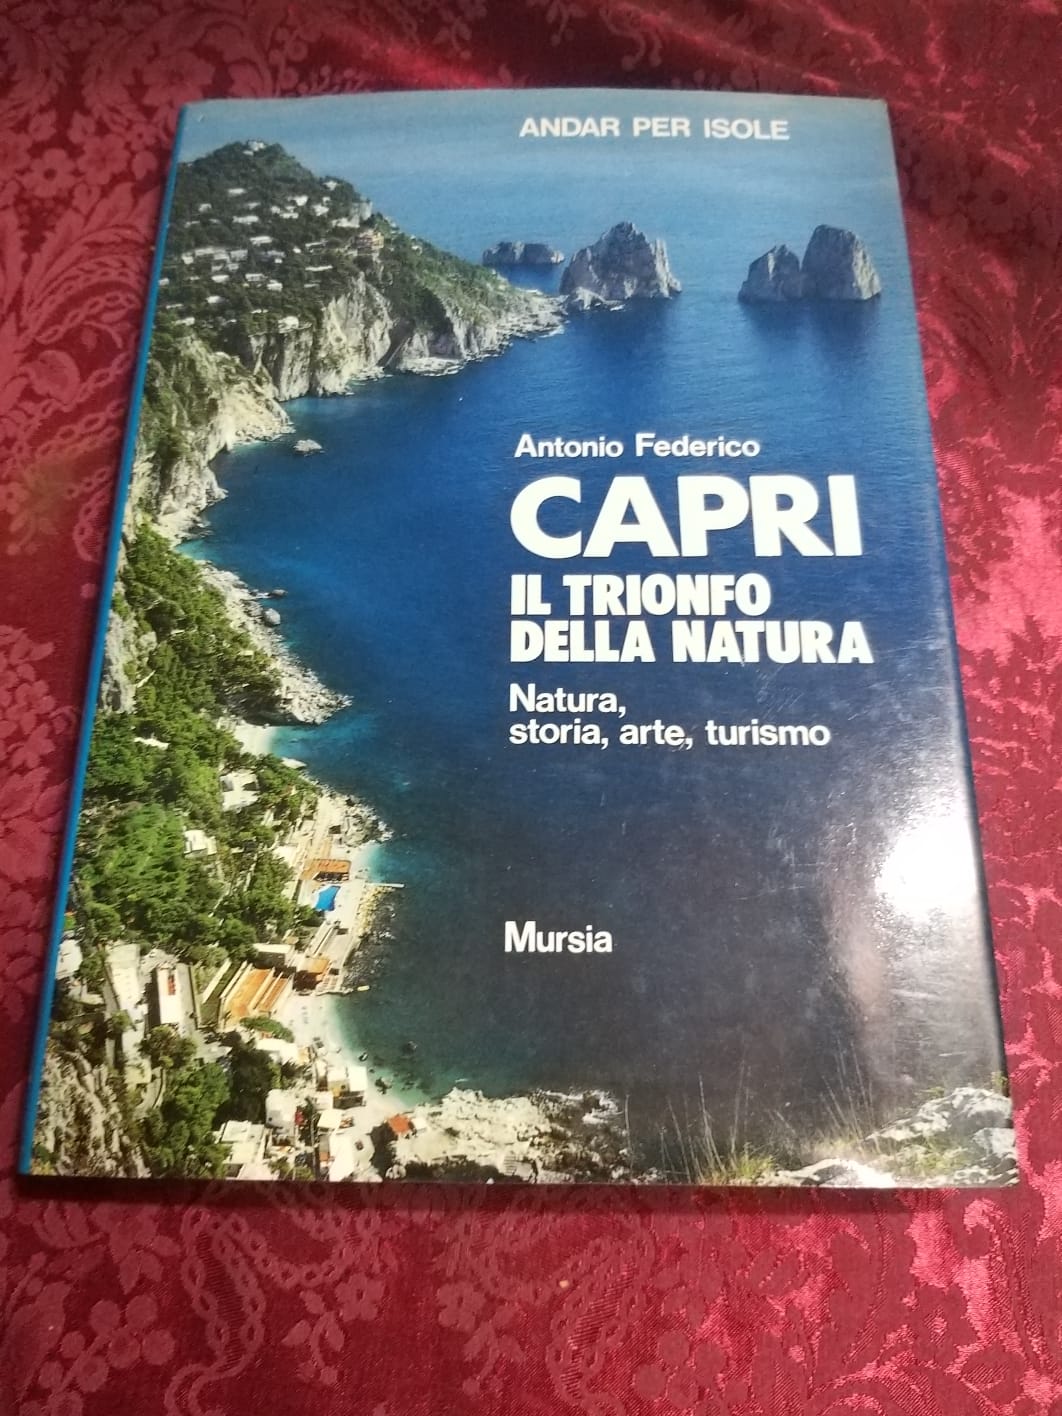 ANDAR PER ISOLE
Antonio Federico
CAPRI
IL TRIONFO
DELLA NATURA
Natura,
storia, arte, turismo
Mursia